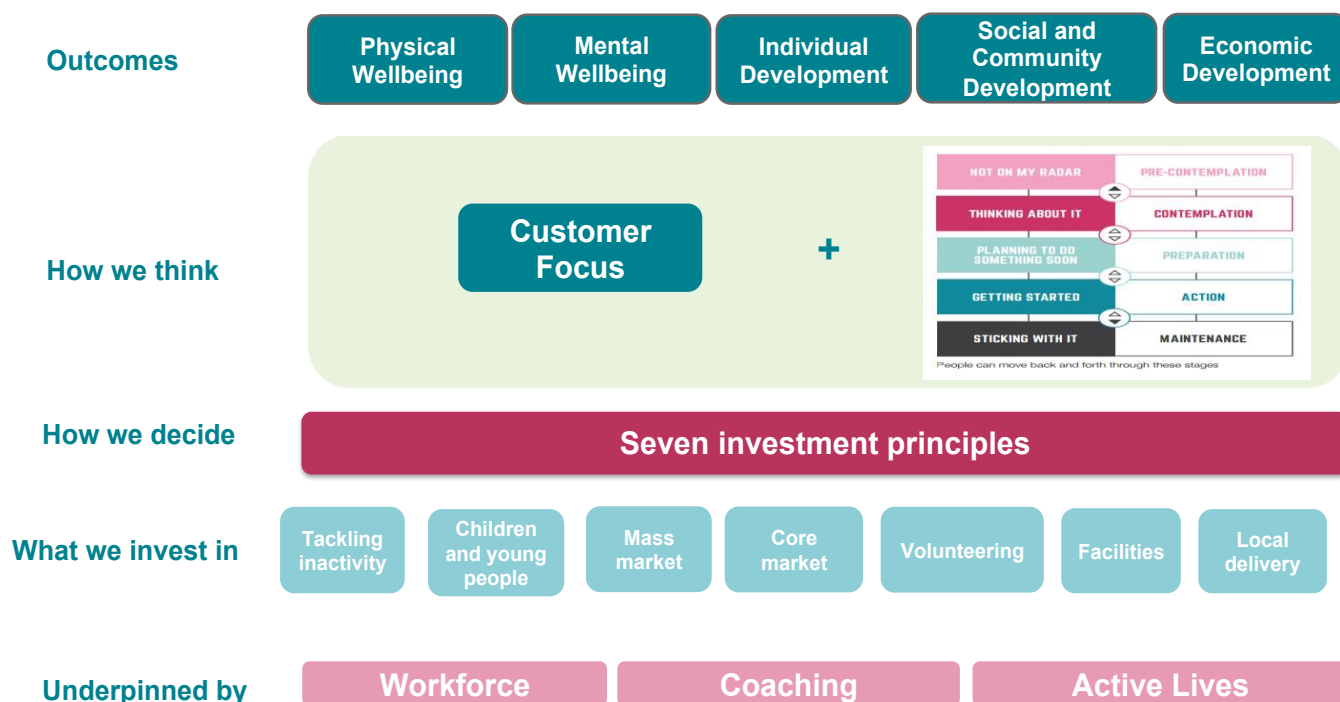 Outcomes
Physical
Wellbeing
Mental
Wellbeing
Individual
Development
Social and
Community
Development
Economic
Development
How we think
Customer
Focus
+
NOT ON MY RADAR
PRE-CONTEMPLATION
THINKING ABOUT IT
CONTEMPLATION
PLANNING TO DO
SOMETHING SOON
PREPARATION
GETTING STARTED
ACTION
STICKING WITH IT
MAINTENANCE
People can move back and forth through these stages
How we decide
Seven investment principles
What we invest in
Tackling
inactivity
Children
and young
people
Mass
market
Core
market
Volunteering
Facilities
Local
delivery
Underpinned by
Workforce
Coaching
Active Lives